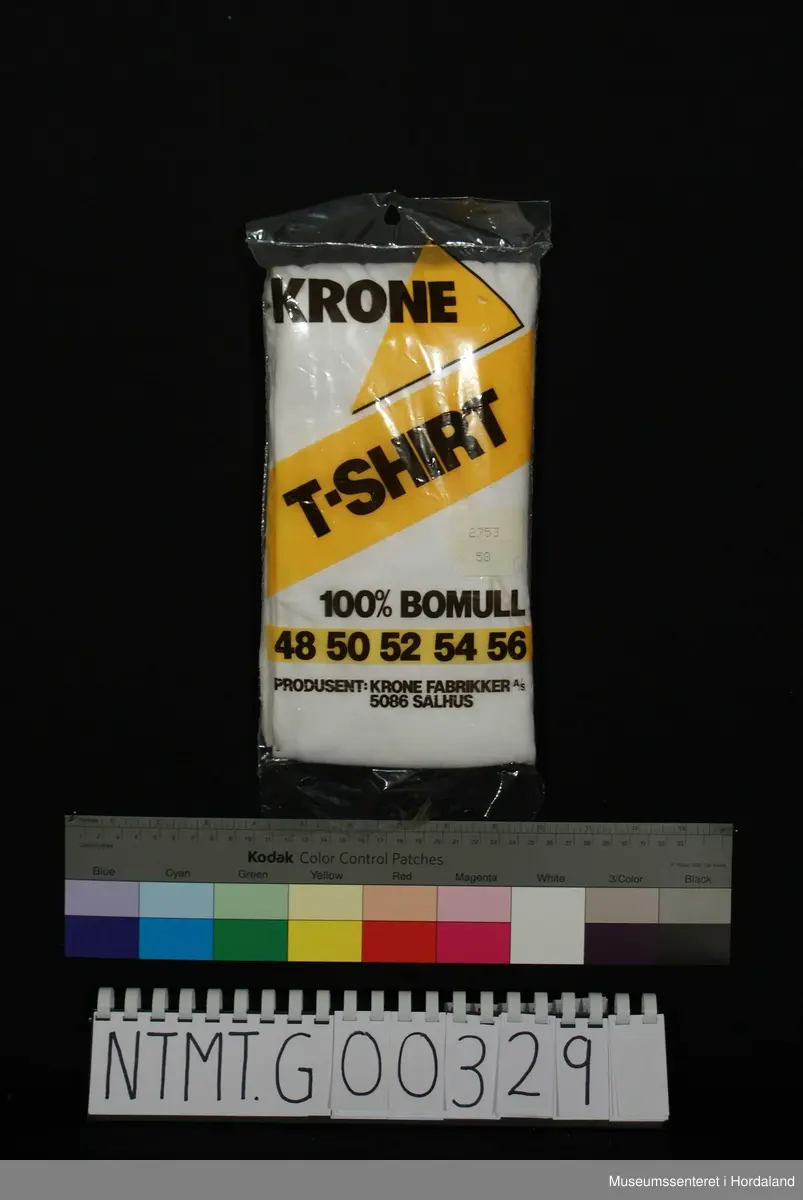 KRONE
T-SHIRT
2753
50
100% BOMULL
48 50 52 54 56
PRODUSENT: KRONE FABRIKKER A/S
5086 SALHUS
Kodak Color Control Patches
Blue Cyan Green Yellow Red Magenta White 3/Color Black
NTMT.G00329
Museumssenteret i Hordaland